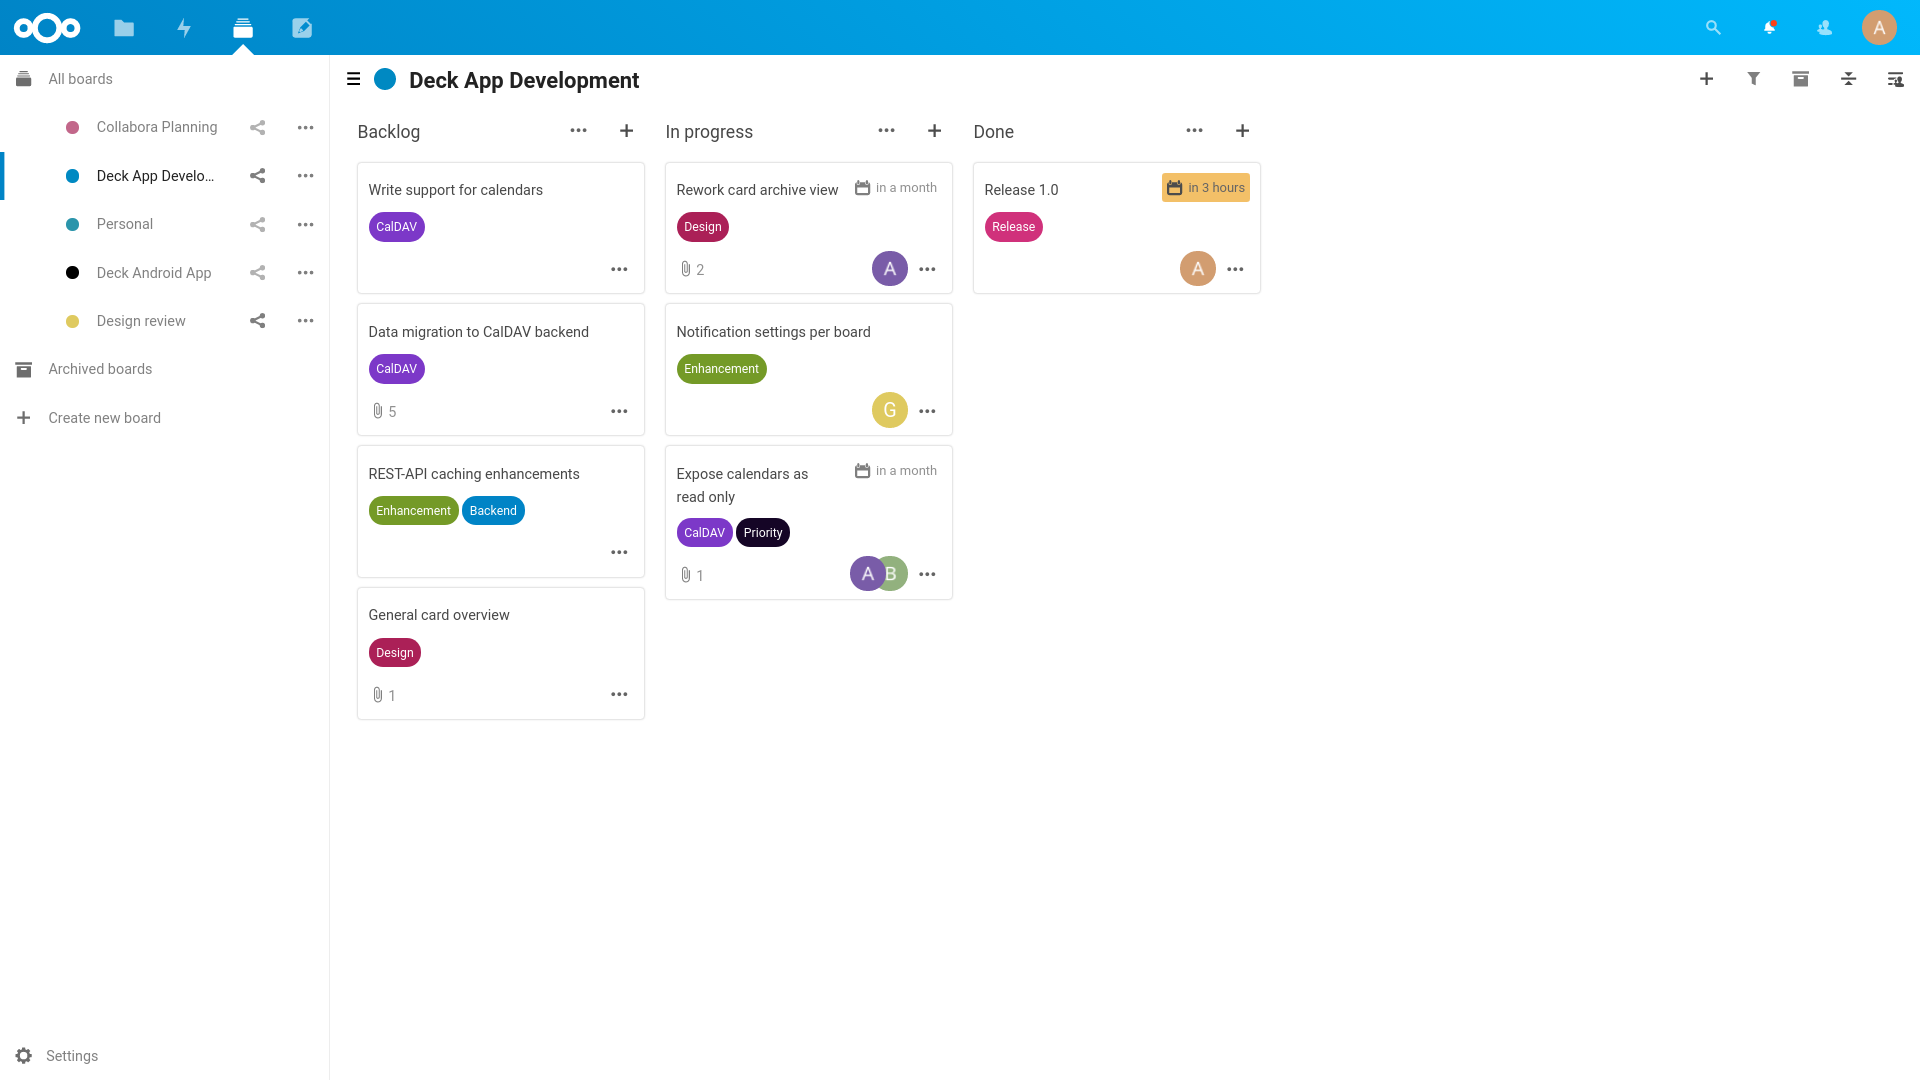 A
All boards
Collabora Planning
Deck App Develo...
Personal
Deck Android App
Design review
Archived boards
Create new board
Settings
Deck App Development
Backlog
Write support for calendars
CalDAV
Data migration to CalDAV backend
CalDAV
5
REST-API caching enhancements
Enhancement Backend
General card overview
Design
1
In progress
Rework card archive view in a month
Design
2 A
Notification settings per board
Enhancement
G
Expose calendars as in a month
read only
CalDAV Priority
1 A B
Done
Release 1.0 in 3 hours
Release
A